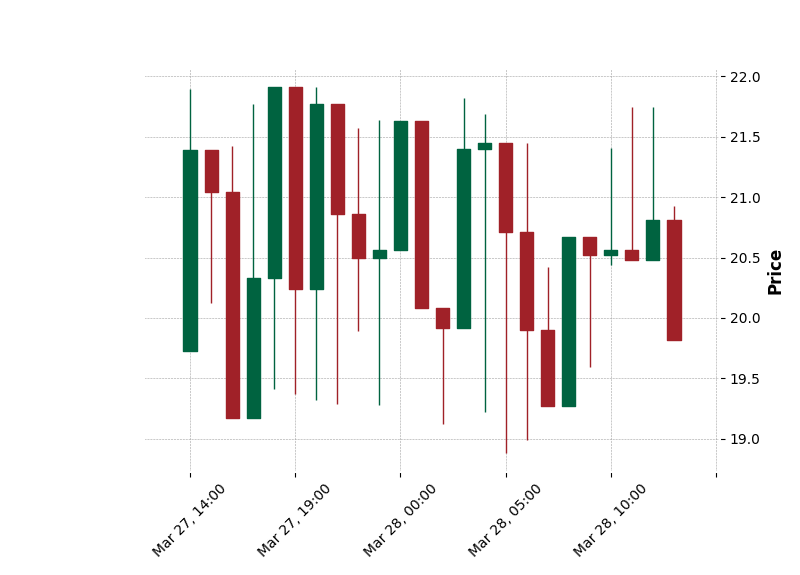 22.0
21.5
21.0
20.5
20.0
19.5
19.0
Price
Mar 27, 14:00
Mar 27, 19:00
Mar 28, 00:00
Mar 28, 05:00
Mar 28, 10:00